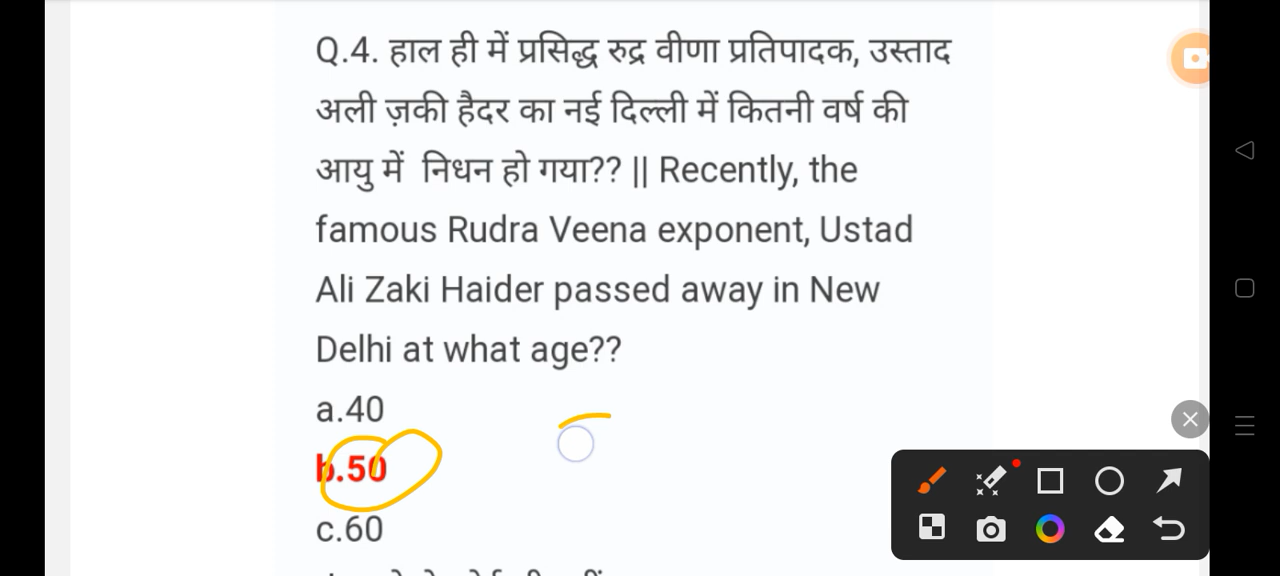 Q.4. हाल ही में प्रसिद्ध रुद्र वीणा प्रतिपादक, उस्ताद
अली ज़की हैदर का नई दिल्ली में कितनी वर्ष की
आयु में निधन हो गया?? || Recently, the
famous Rudra Veena exponent, Ustad
Ali Zaki Haider passed away in New
Delhi at what age??
a.40
b.50
c.60